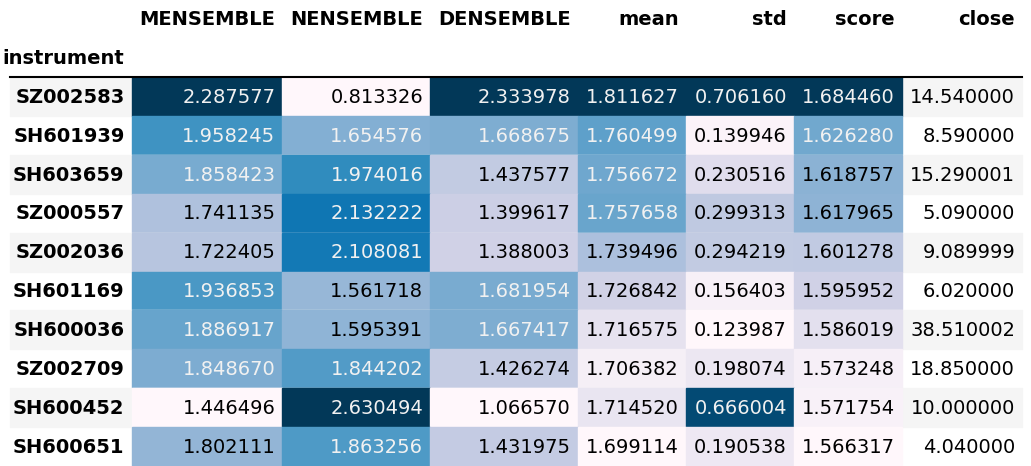 MENSEMBLE NENSEMBLE DENSEMBLE mean std score close
instrument
SZ002583 2.287577 0.813326 2.333978 1.811627 0.706160 1.684460 14.540000
SH601939 1.958245 1.654576 1.668675 1.760499 0.139946 1.626280 8.590000
SH603659 1.858423 1.974016 1.437577 1.756672 0.230516 1.618757 15.290001
SZ000557 1.741135 2.132222 1.399617 1.757658 0.299313 1.617965 5.090000
SZ002036 1.722405 2.108081 1.388003 1.739496 0.294219 1.601278 9.089999
SH601169 1.936853 1.561718 1.681954 1.726842 0.156403 1.595952 6.020000
SH600036 1.886917 1.595391 1.667417 1.716575 0.123987 1.586019 38.510002
SZ002709 1.848670 1.844202 1.426274 1.706382 0.198074 1.573248 18.850000
SH600452 1.446496 2.630494 1.066570 1.714520 0.666004 1.571754 10.000000
SH600651 1.802111 1.863256 1.431975 1.699114 0.190538 1.566317 4.040000